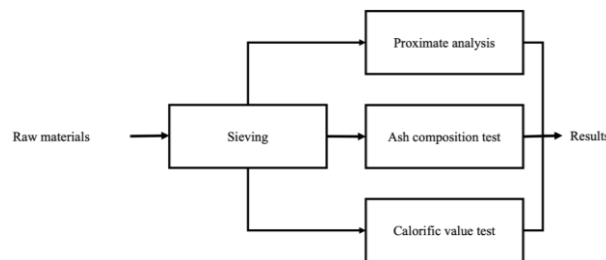 Proximate analysis
Raw materials
Sieving
Ash composition test
Results
Calorific value test